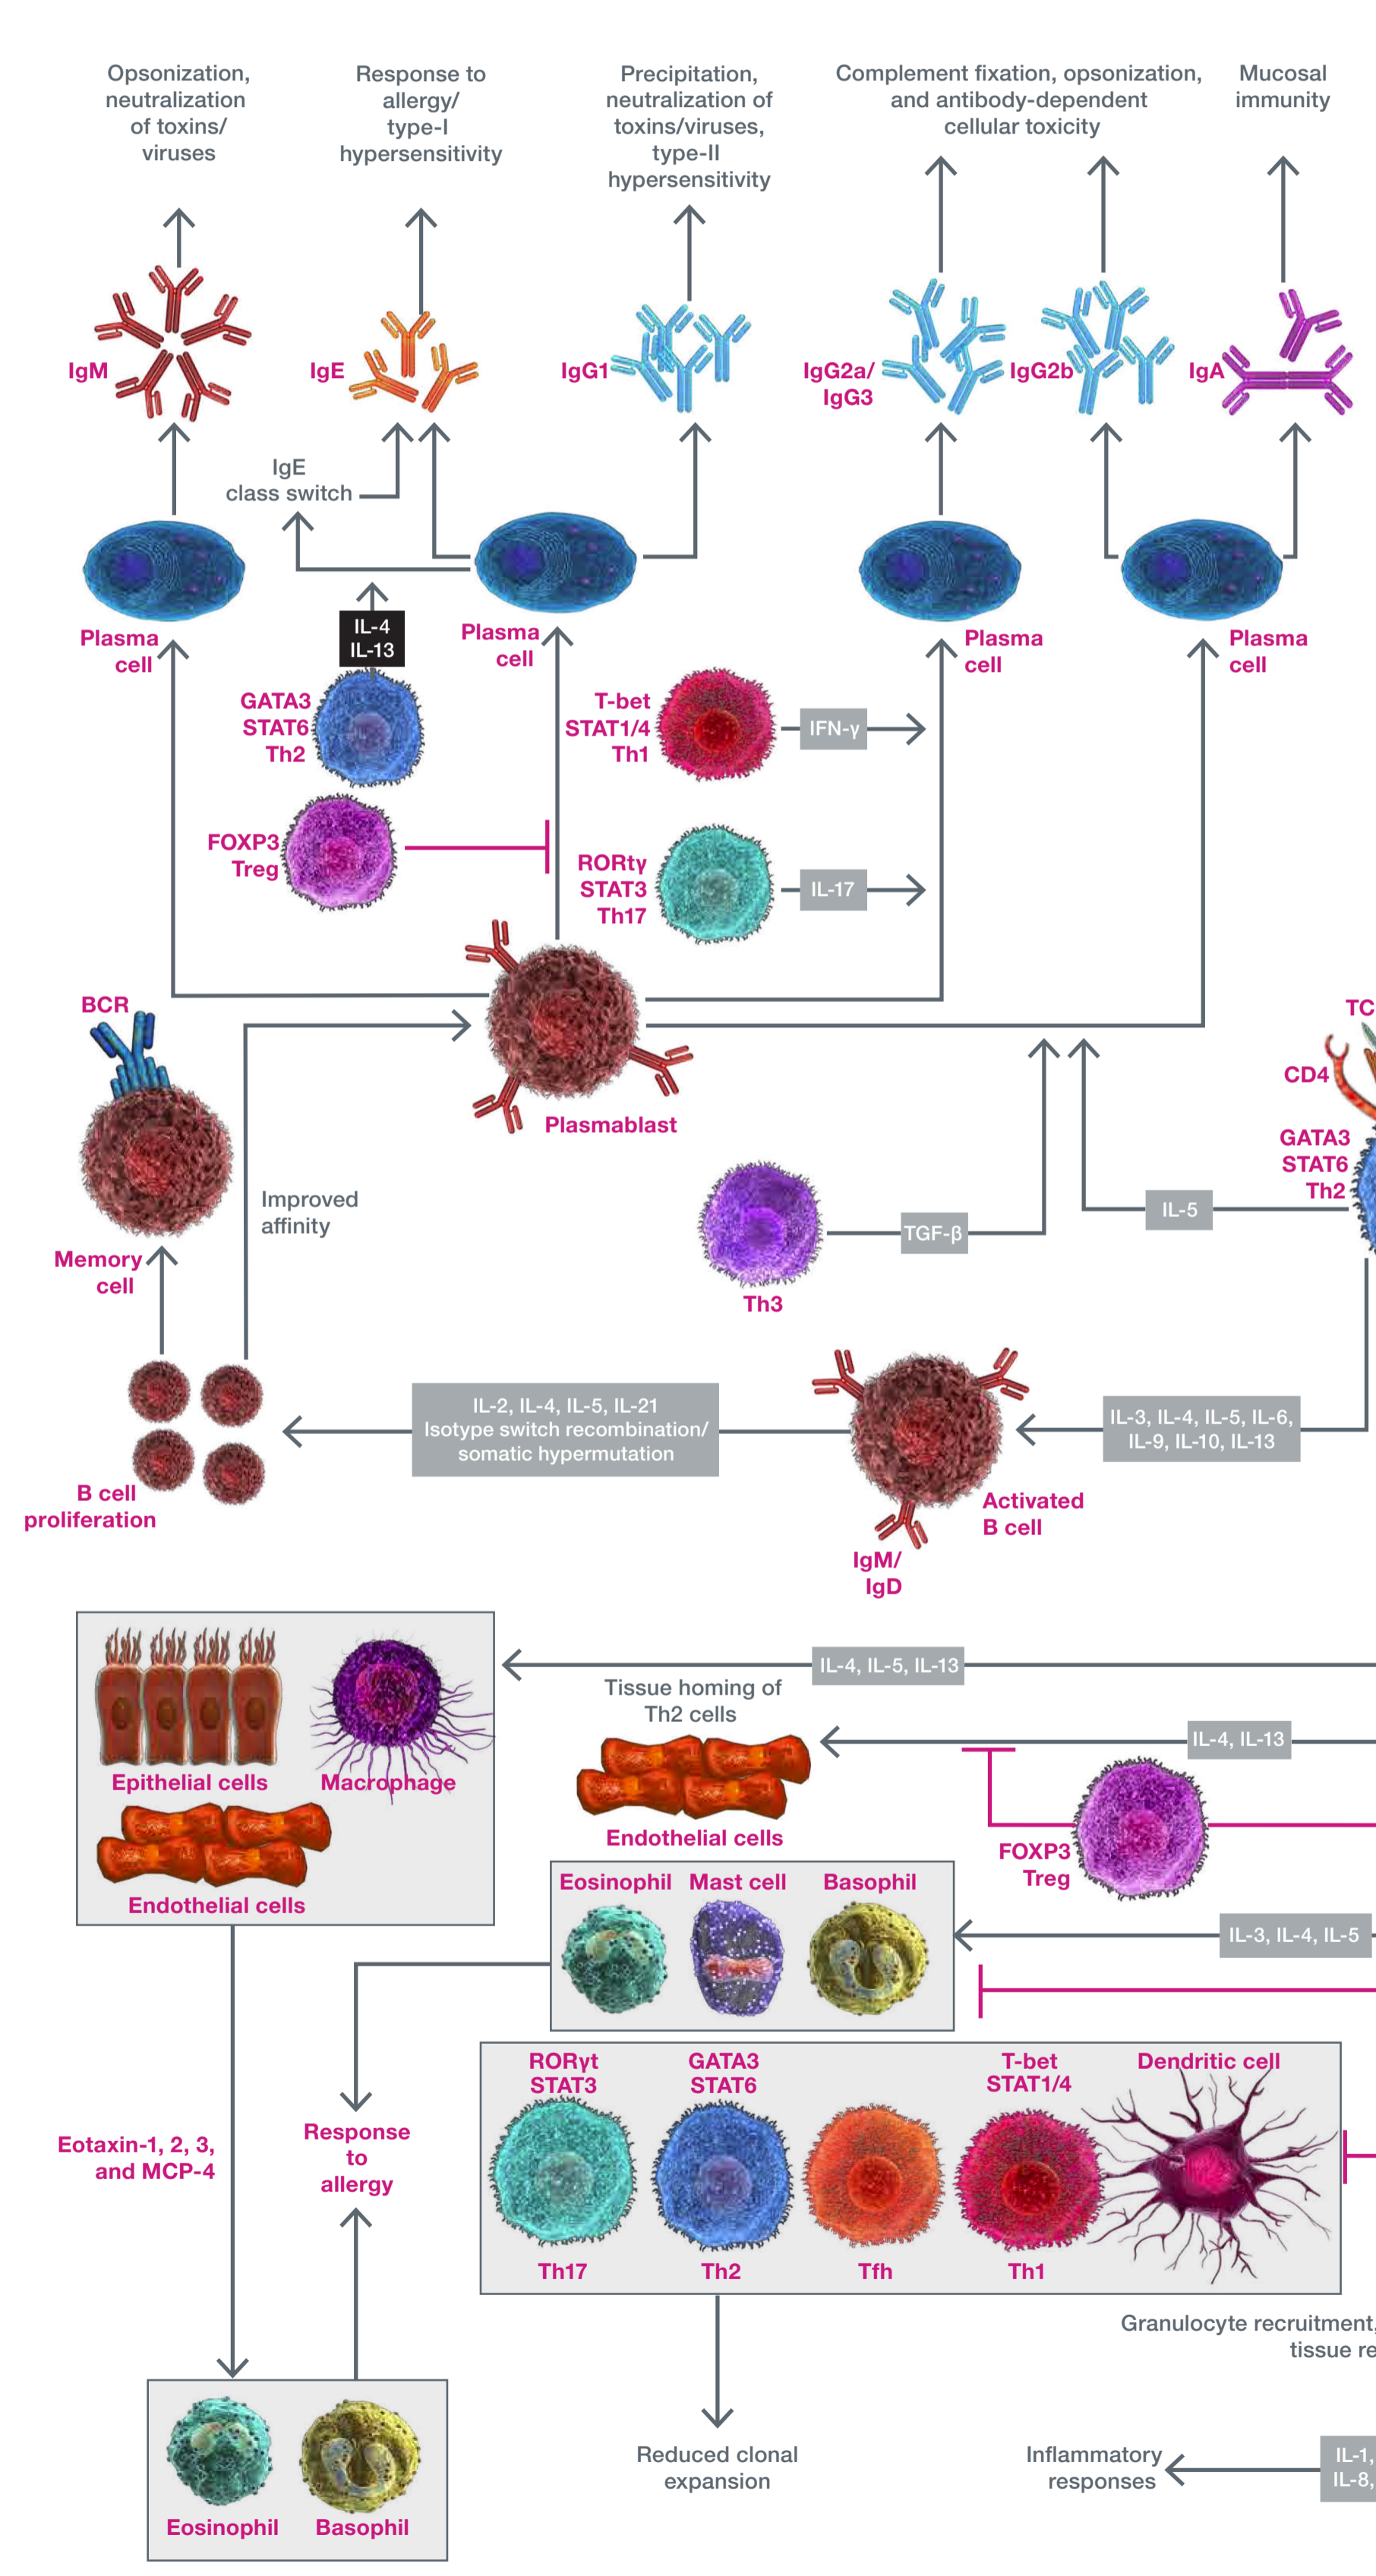 Opsonization,
neutralization
of toxins/
viruses
Response to
allergy/
type-I
hypersensitivity
Precipitation,
neutralization of
toxins/viruses,
type-II
hypersensitivity
Complement fixation, opsonization,
and antibody-dependent
cellular toxicity
Mucosal
immunity
IgM
IgE
IgG1
IgG2a/
IgG3
IgG2b
IgA
IgE
class switch
IL-4
IL-13
Plasma
cell
Plasma
cell
Plasma
cell
Plasma
cell
GATA3
STAT6
Th2
T-bet
STAT1/4
Th1
IFN-γ
FOXP3
Treg
RORtγ
STAT3
Th17
IL-17
BCR
Plasmablast
TC
CD4
GATA3
STAT6
Th2
Improved
affinity
IL-5
TGF-β
Th3
Memory
cell
IL-2, IL-4, IL-5, IL-21
Isotype switch recombination/
somatic hypermutation
IL-3, IL-4, IL-5, IL-6,
IL-9, IL-10, IL-13
B cell
proliferation
Activated
B cell
IgM/
IgD
IL-4, IL-5, IL-13
Tissue homing of
Th2 cells
IL-4, IL-13
Epithelial cells
Macrophage
Endothelial cells
Endothelial cells
FOXP3
Treg
Eosinophil
Mast cell
Basophil
IL-3, IL-4, IL-5
RORγt
STAT3
GATA3
STAT6
T-bet
STAT1/4
Dendritic cell
Eotaxin-1, 2, 3,
and MCP-4
Response
to
allergy
Th17
Th2
Tfh
Th1
Granulocyte recruitment,
tissue re
Reduced clonal
expansion
Inflammatory
responses
IL-1,
IL-8,
Eosinophil
Basophil